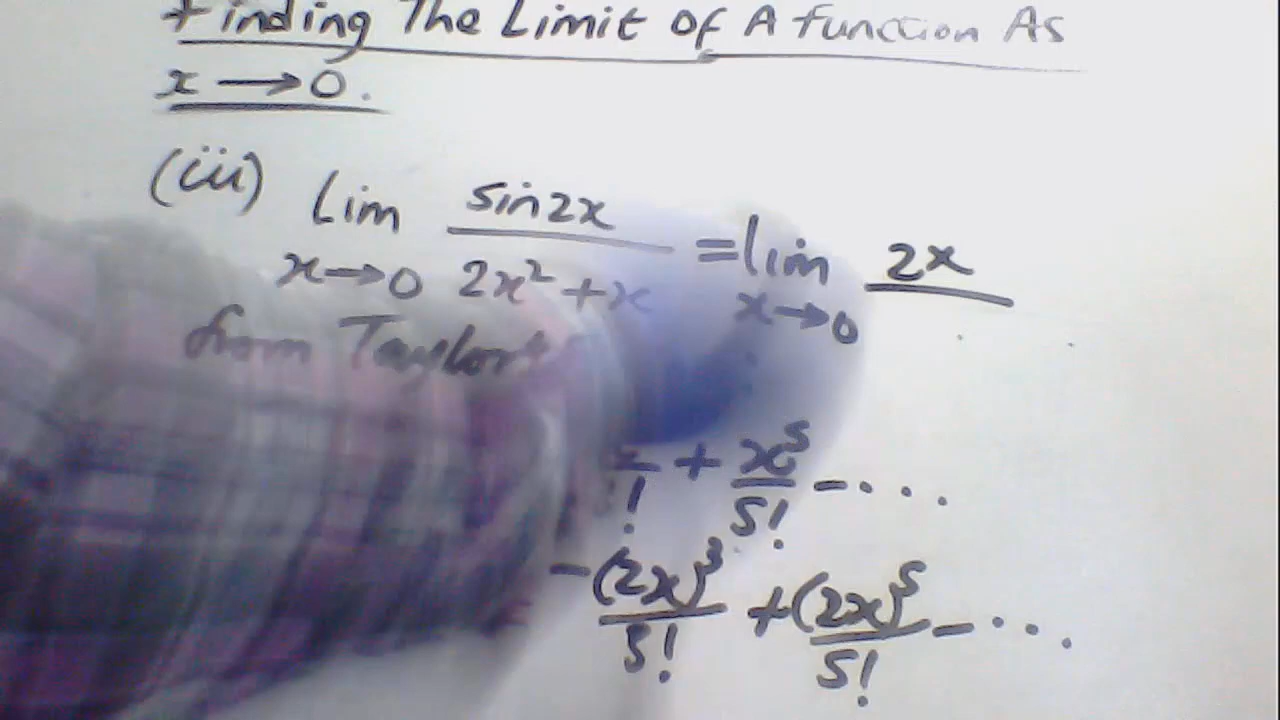 Finding The Limit Of A function As
x → 0.
(iii) Lim x→0 sin2x / 2x² + x = lim x→0 2x /
from Taylor
! + x⁵/5! - ....
- (2x)³/5! + (2x)⁵/5! - ....